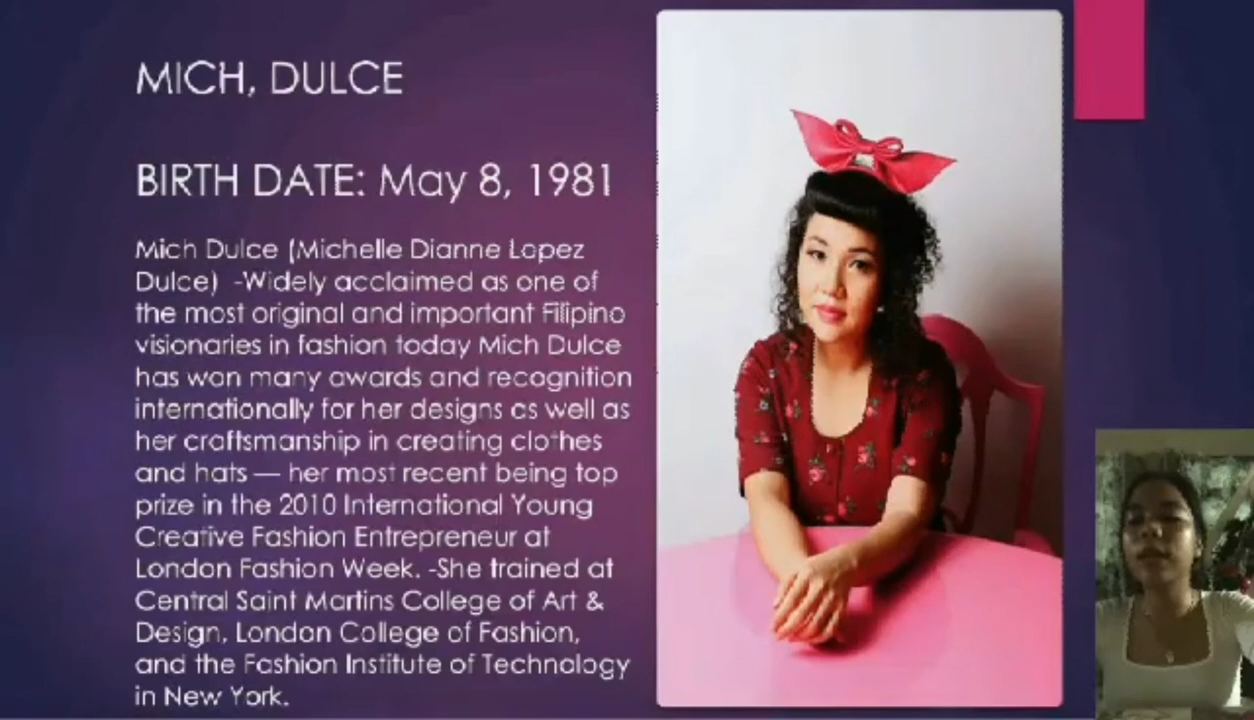 MICH, DULCE
BIRTH DATE: May 8, 1981
Mich Dulce (Michelle Dianne Lopez
Dulce) -Widely acclaimed as one of
the most original and important Filipino
visionaries in fashion today Mich Dulce
has won many awards and recognition
internationally for her designs as well as
her craftsmanship in creating clothes
and hats — her most recent being top
prize in the 2010 International Young
Creative Fashion Entrepreneur at
London Fashion Week. -She trained at
Central Saint Martins College of Art &
Design, London College of Fashion,
and the Fashion Institute of Technology
in New York.